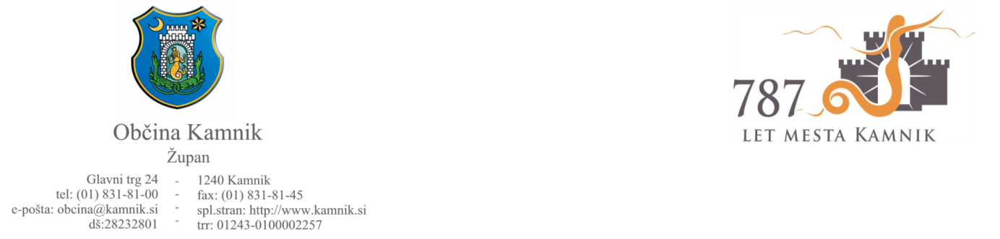 Občina Kamnik
Župan
Glavni trg 24 - 1240 Kamnik
tel: (01) 831-81-00 - fax: (01) 831-81-45
e-pošta: obcina@kamnik.si - spl.stran: http://www.kamnik.si
dš:28232801 - trr: 01243-0100002257
787
LET MESTA KAMNIK